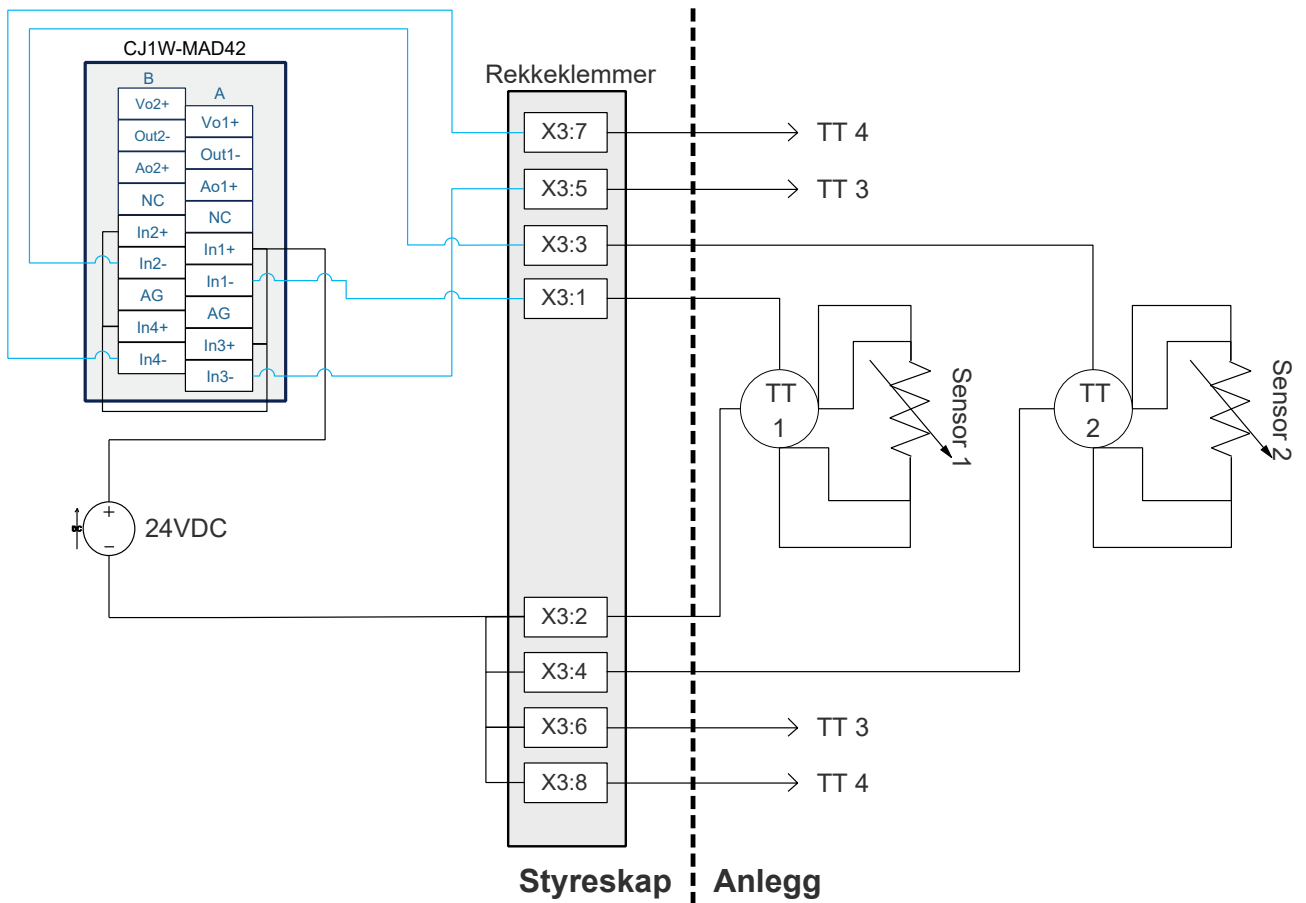 CJ1W-MAD42
B
A
Vo2+
Out2-
Ao2+
NC
In2+
In2-
AG
In4+
In4-
Vo1+
Out1-
Ao1+
NC
In1+
In1-
AG
In3+
In3-
Rekkeklemmer
X3:7
TT 4
X3:5
TT 3
X3:3
X3:1
TT
1
Sensor 1
TT
2
Sensor 2
+
−
24VDC
X3:2
X3:4
X3:6
TT 3
X3:8
TT 4
Styreskap
Anlegg